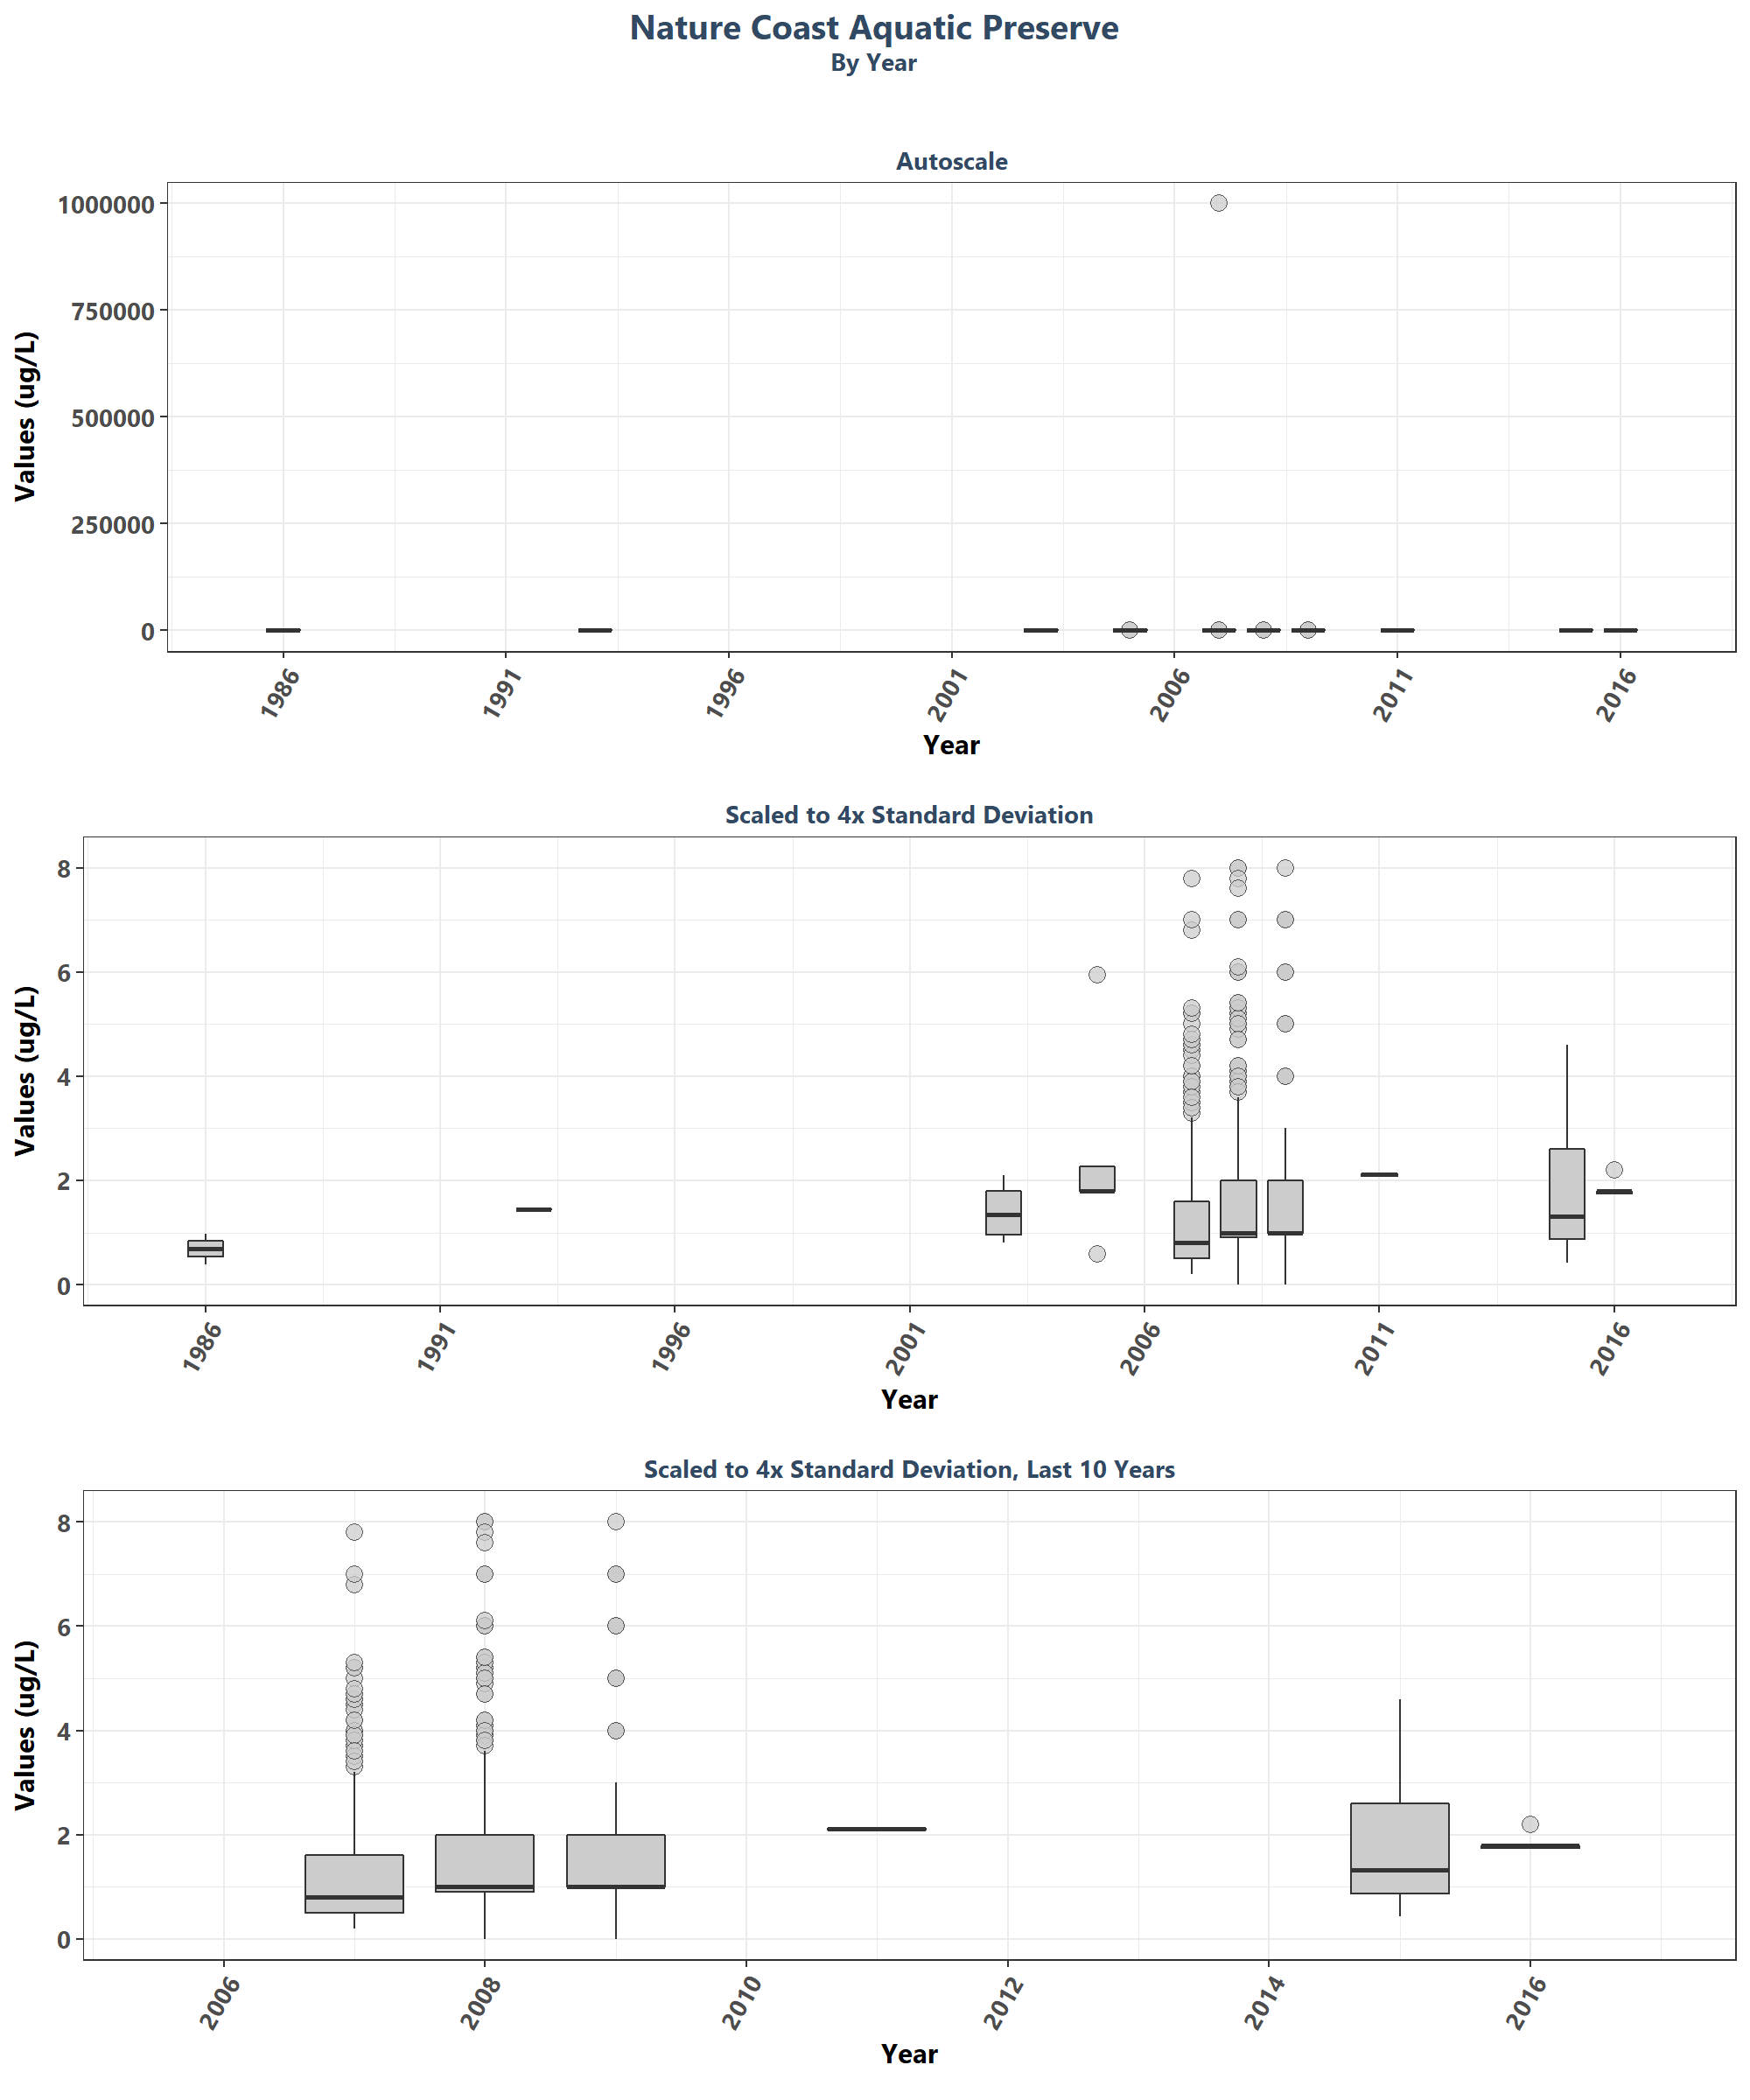 Nature Coast Aquatic Preserve
By Year
Autoscale
Values (ug/L)
1000000
750000
500000
250000
0
1986 1991 1996 2001 2006 2011 2016
Year
Scaled to 4x Standard Deviation
Values (ug/L)
8
6
4
2
0
1986 1991 1996 2001 2006 2011 2016
Year
Scaled to 4x Standard Deviation, Last 10 Years
Values (ug/L)
8
6
4
2
0
2006 2008 2010 2012 2014 2016
Year